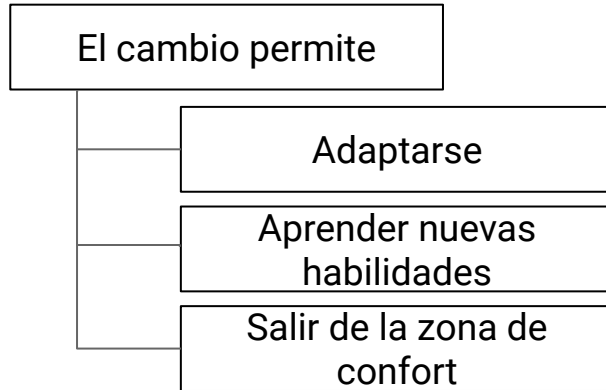 El cambio permite
Adaptarse
Aprender nuevas
habilidades
Salir de la zona de
confort